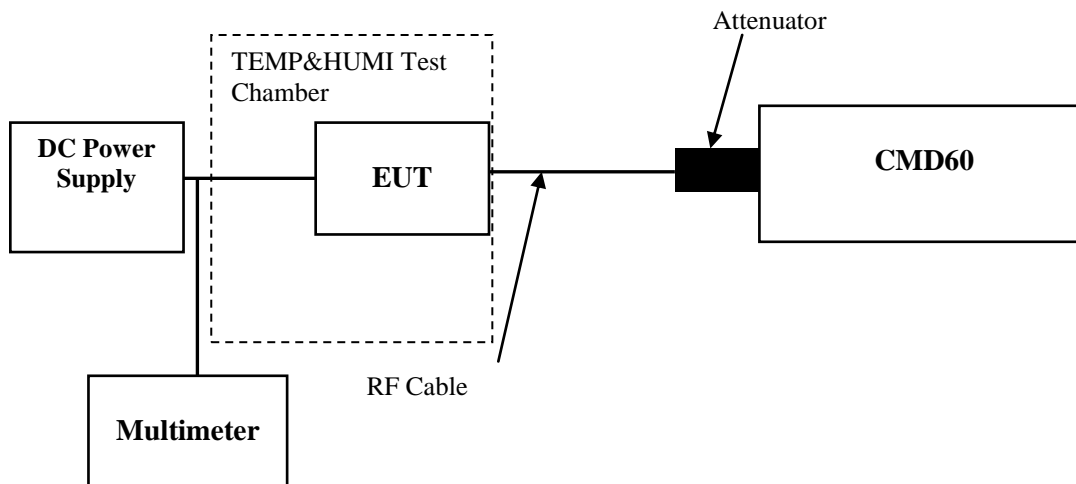 Attenuator
TEMP&HUMI Test
Chamber
DC Power
Supply
EUT
CMD60
RF Cable
Multimeter